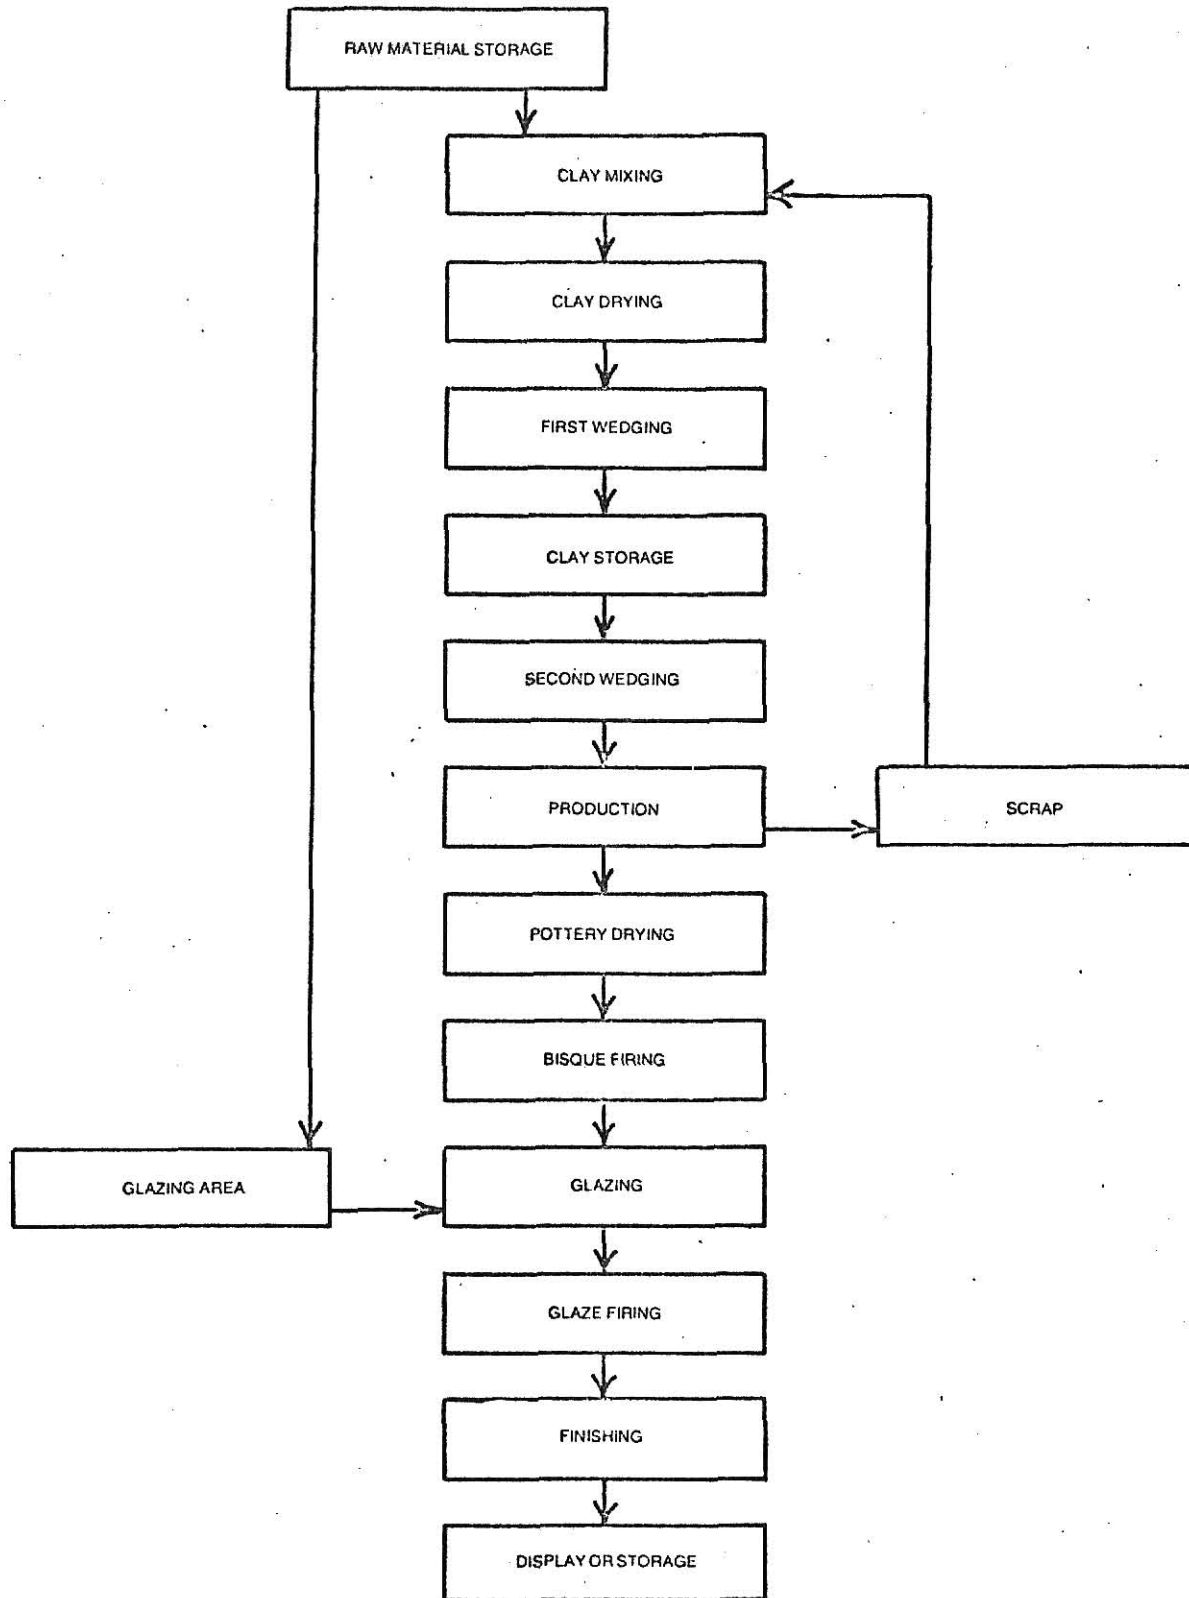 RAW MATERIAL STORAGE
CLAY MIXING
CLAY DRYING
FIRST WEDGING
CLAY STORAGE
SECOND WEDGING
PRODUCTION
SCRAP
POTTERY DRYING
BISQUE FIRING
GLAZING AREA
GLAZING
GLAZE FIRING
FINISHING
DISPLAY OR STORAGE